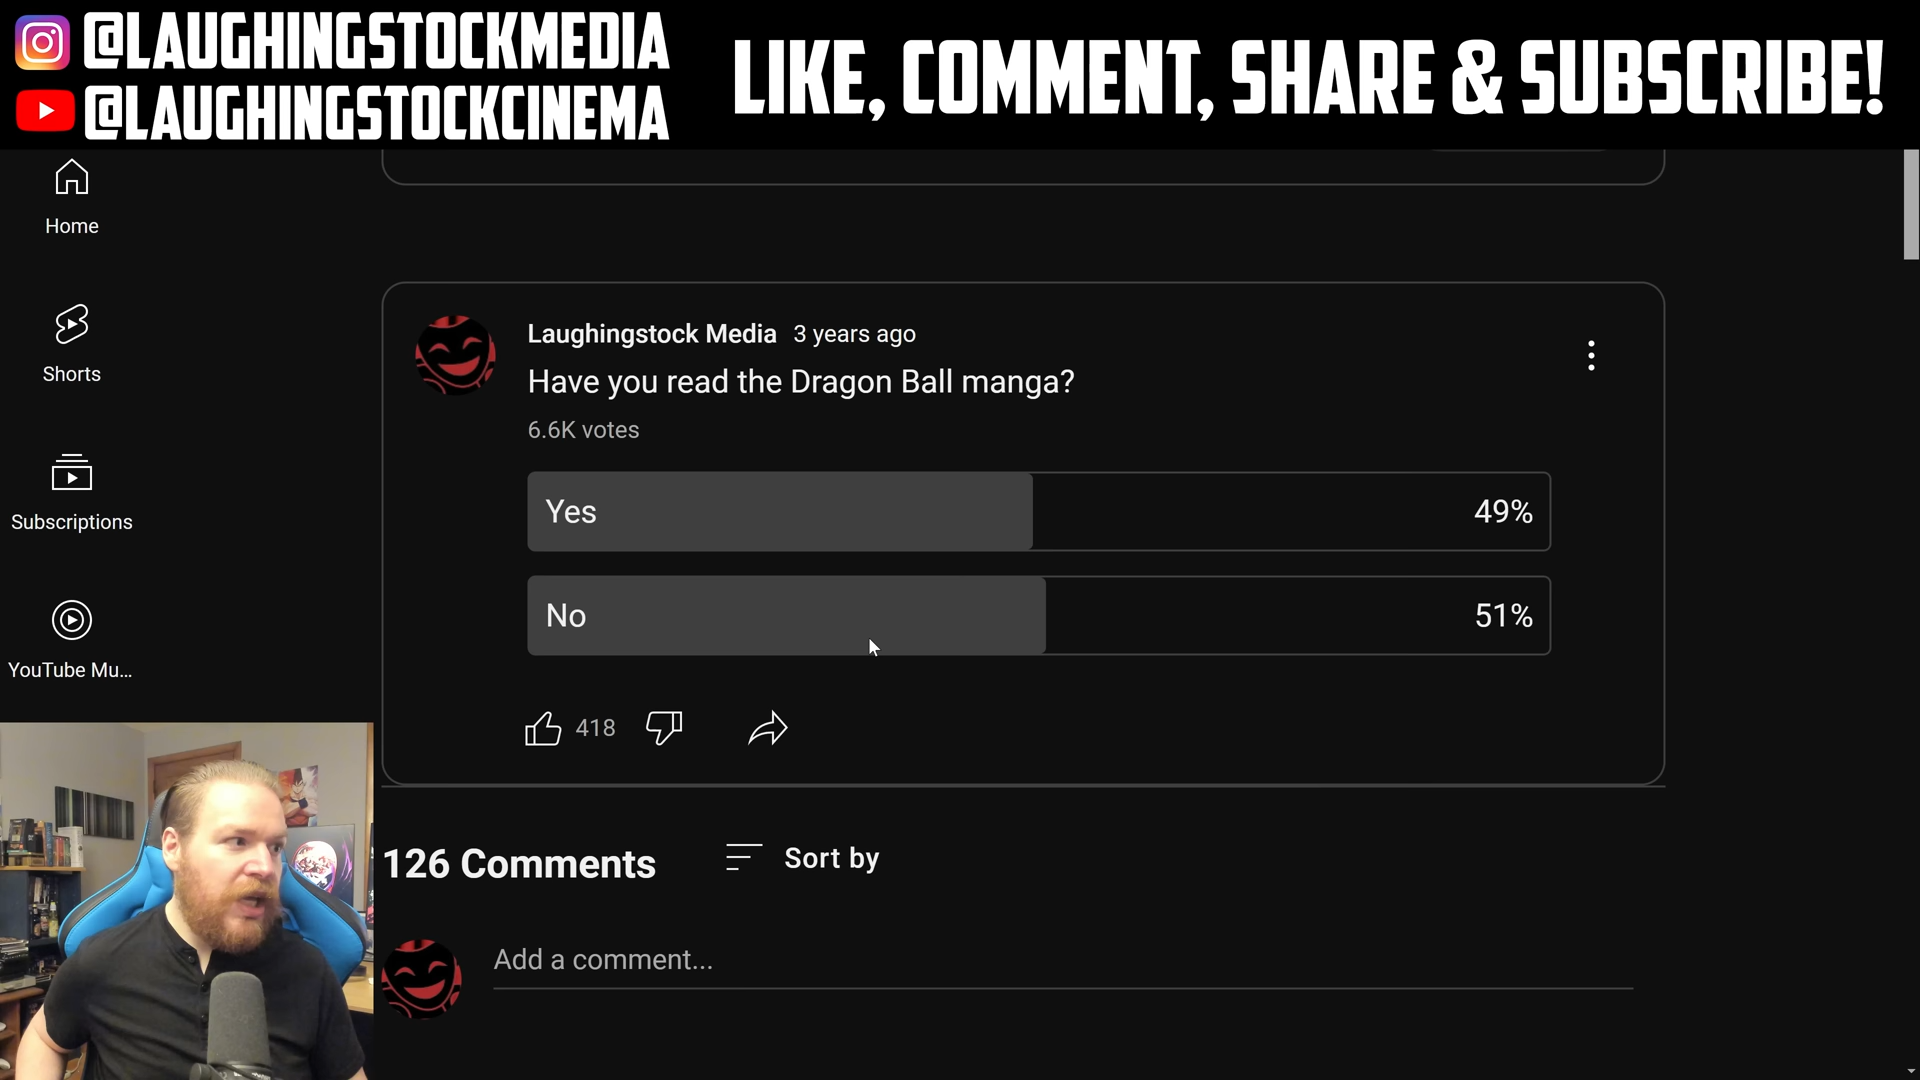 @LAUGHINGSTOCKMEDIA
@LAUGHINGSTOCKCINEMA
LIKE, COMMENT, SHARE & SUBSCRIBE!
Home
Shorts
Subscriptions
YouTube Mu...
Laughingstock Media 3 years ago
Have you read the Dragon Ball manga?
6.6K votes
Yes 49%
No 51%
418
126 Comments Sort by
Add a comment...